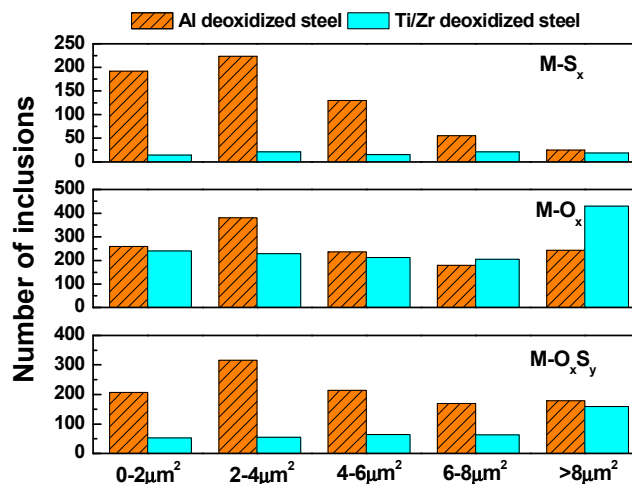 Al deoxidized steel Ti/Zr deoxidized steel
Number of inclusions
250
200
150
100
50
0
M-Sₓ
500
400
300
200
100
0
M-Oₓ
400
300
200
100
0
M-OₓSᵧ
0-2μm² 2-4μm² 4-6μm² 6-8μm² >8μm²